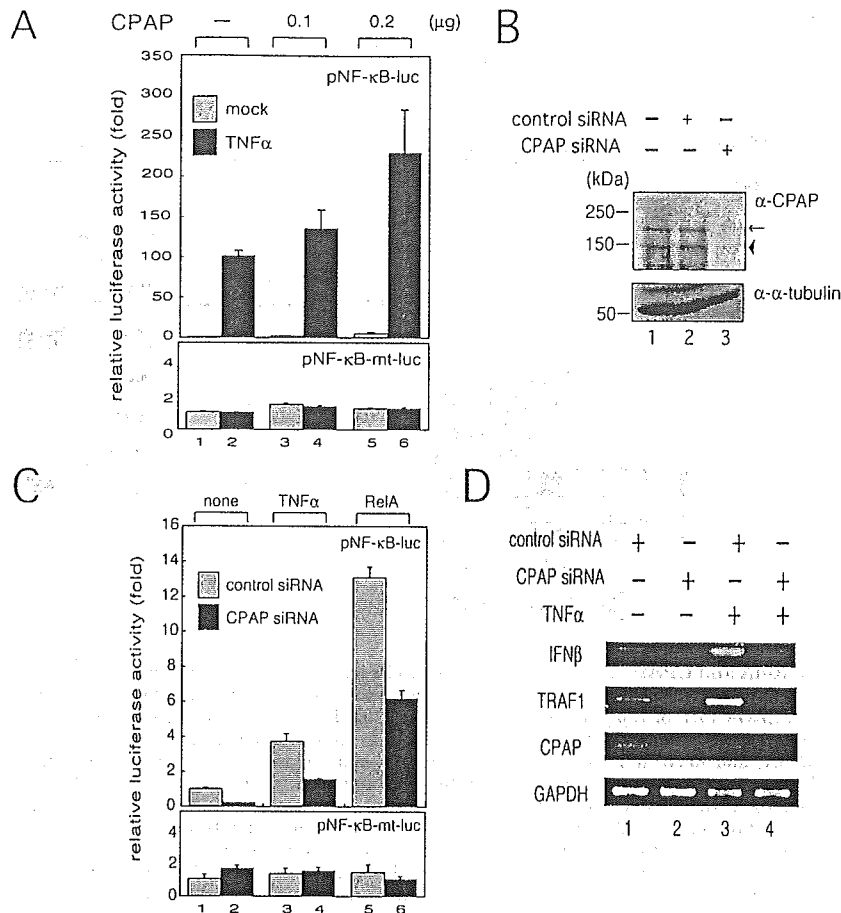 A
CPAP — 0.1 0.2 (μg)
relative luciferase activity (fold)
350
300
250
200
150
100
50
0
pNF-κB-luc
mock
TNFα
pNF-κB-mt-luc
4
2
0
1 2 3 4 5 6
B
control siRNA − + −
CPAP siRNA − − +
(kDa)
250
150
α-CPAP
50
α-α-tubulin
1 2 3
C
none TNFα RelA
relative luciferase activity (fold)
16
14
12
10
8
6
4
2
0
pNF-κB-luc
control siRNA
CPAP siRNA
pNF-κB-mt-luc
4
2
0
1 2 3 4 5 6
D
control siRNA + − + −
CPAP siRNA − + − +
TNFα − − + +
IFNβ
TRAF1
CPAP
GAPDH
1 2 3 4